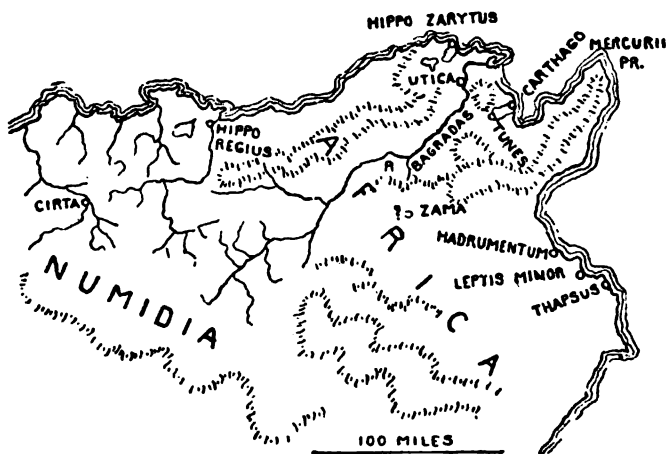 HIPPO ZARYTUS
CARTHAGO
MERCURII
PR.
UTICA
HIPPO
REGIUS
BAGRADAS
R
TUNES
CIRTA
? ZAMA
HADRUMENTUM
LEPTIS MINOR
THAPSUS
NUMIDIA
AFRICA
100 MILES